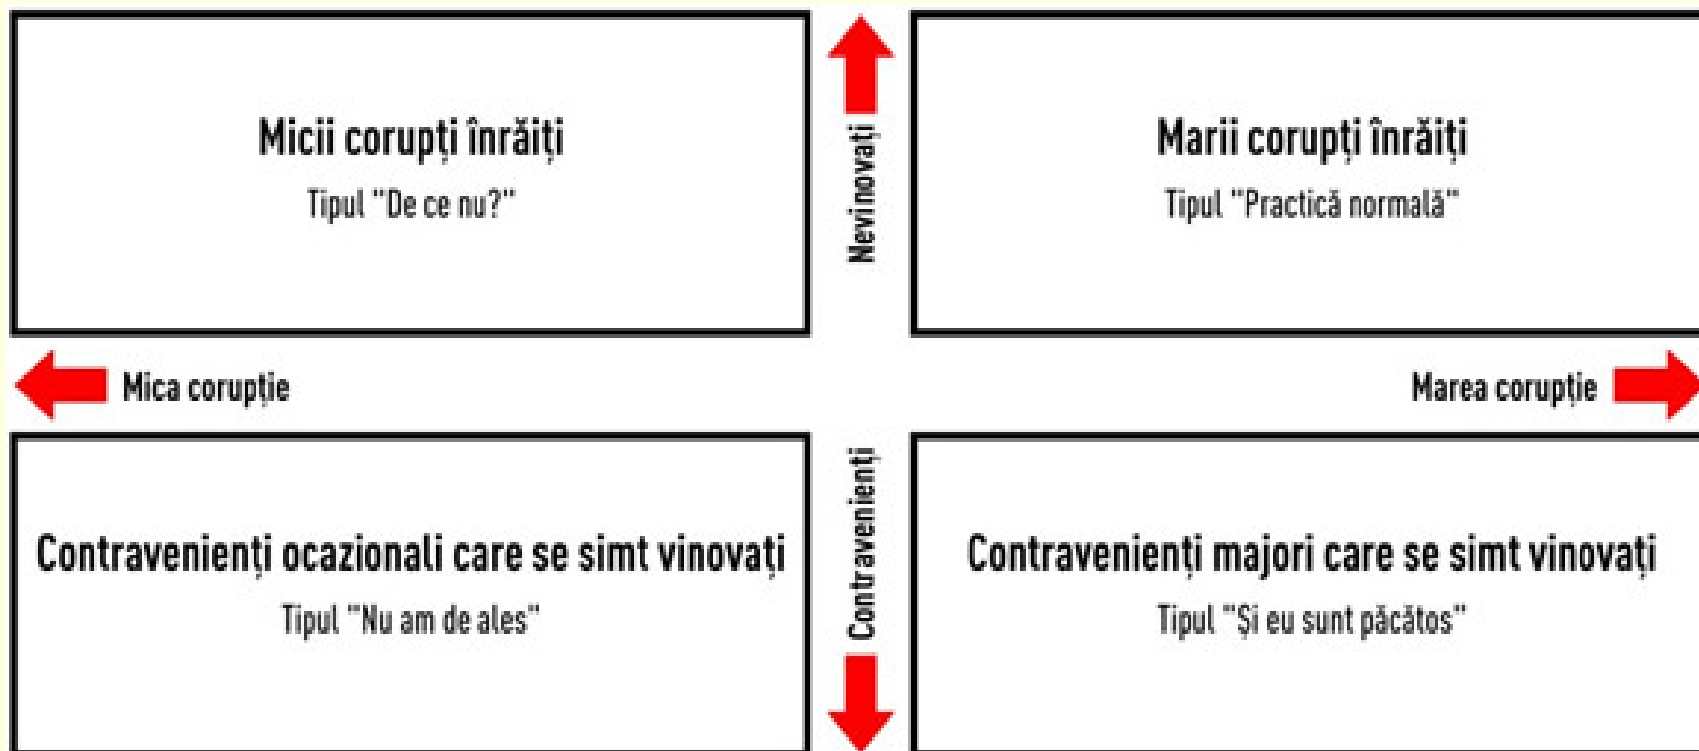 Micii corupți înrăiți
Tipul "De ce nu?"
Nevinovați
Marii corupți înrăiți
Tipul "Practică normală"
Mica corupție
Marea corupție
Contravenienți ocazionali care se simt vinovați
Tipul "Nu am de ales"
Contravenienți
Contravenienți majori care se simt vinovați
Tipul "Și eu sunt păcătos"